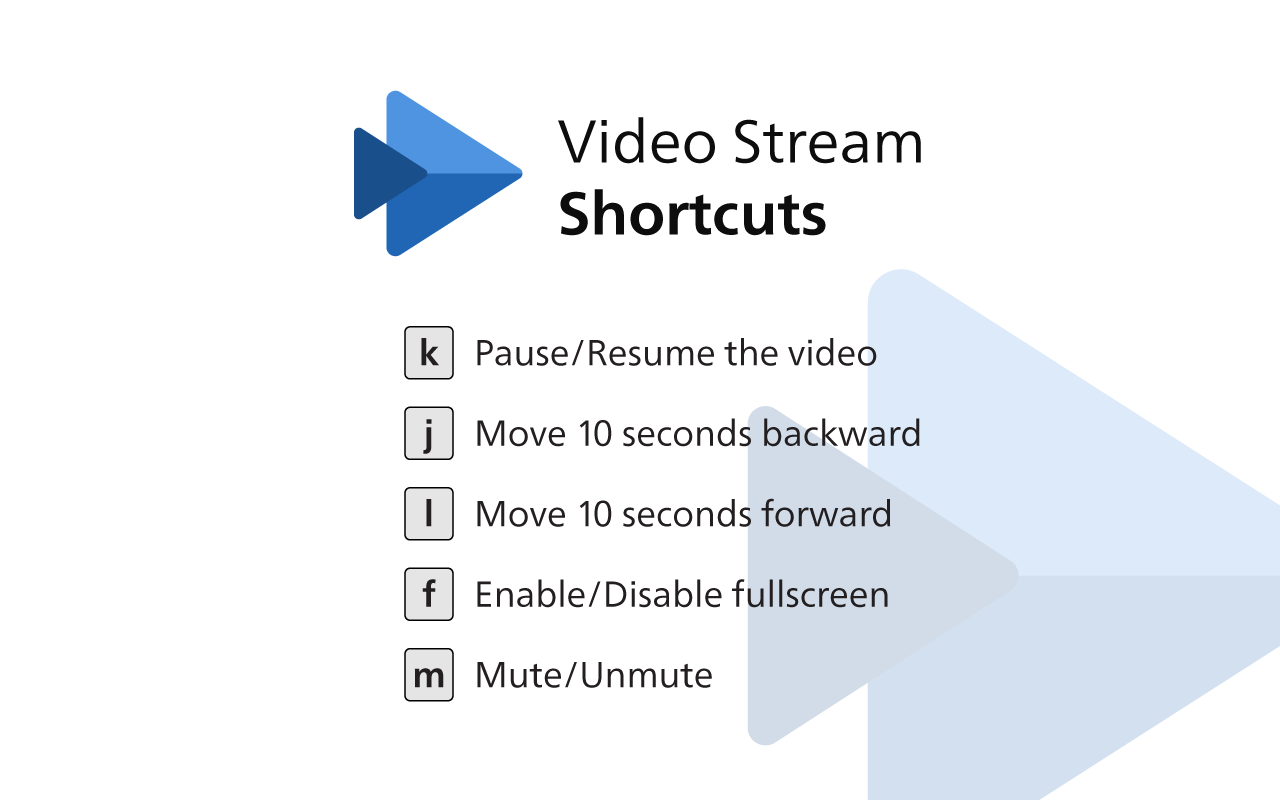 Video Stream
Shortcuts
k Pause/Resume the video
j Move 10 seconds backward
l Move 10 seconds forward
f Enable/Disable fullscreen
m Mute/Unmute